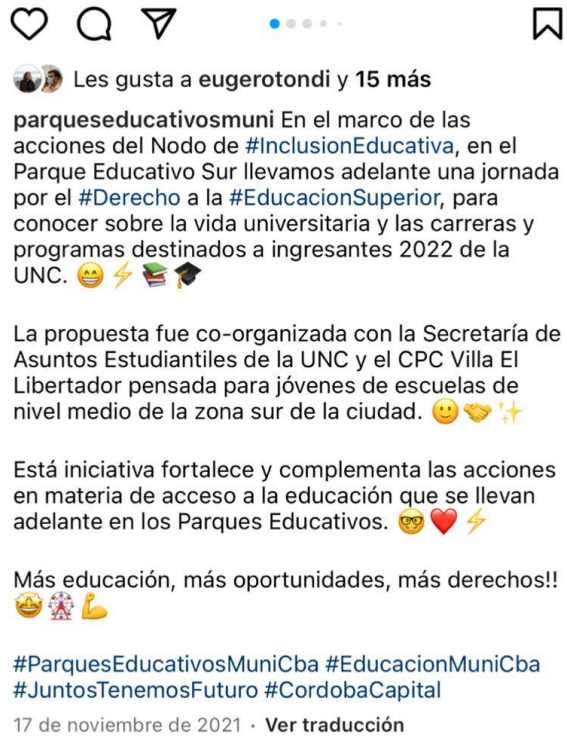 Les gusta a eugerotondi y 15 más
parqueseducativosmuni En el marco de las
acciones del Nodo de #InclusionEducativa, en el
Parque Educativo Sur llevamos adelante una jornada
por el #Derecho a la #EducacionSuperior, para
conocer sobre la vida universitaria y las carreras y
programas destinados a ingresantes 2022 de la
UNC. 😁⚡📚🎓
La propuesta fue co-organizada con la Secretaría de
Asuntos Estudiantiles de la UNC y el CPC Villa El
Libertador pensada para jóvenes de escuelas de
nivel medio de la zona sur de la ciudad. 🙂🤝✨
Está iniciativa fortalece y complementa las acciones
en materia de acceso a la educación que se llevan
adelante en los Parques Educativos. 🤓❤️⚡
Más educación, más oportunidades, más derechos!!
🤩🎡💪
#ParquesEducativosMuniCba #EducacionMuniCba
#JuntosTenemosFuturo #CordobaCapital
17 de noviembre de 2021 · Ver traducción